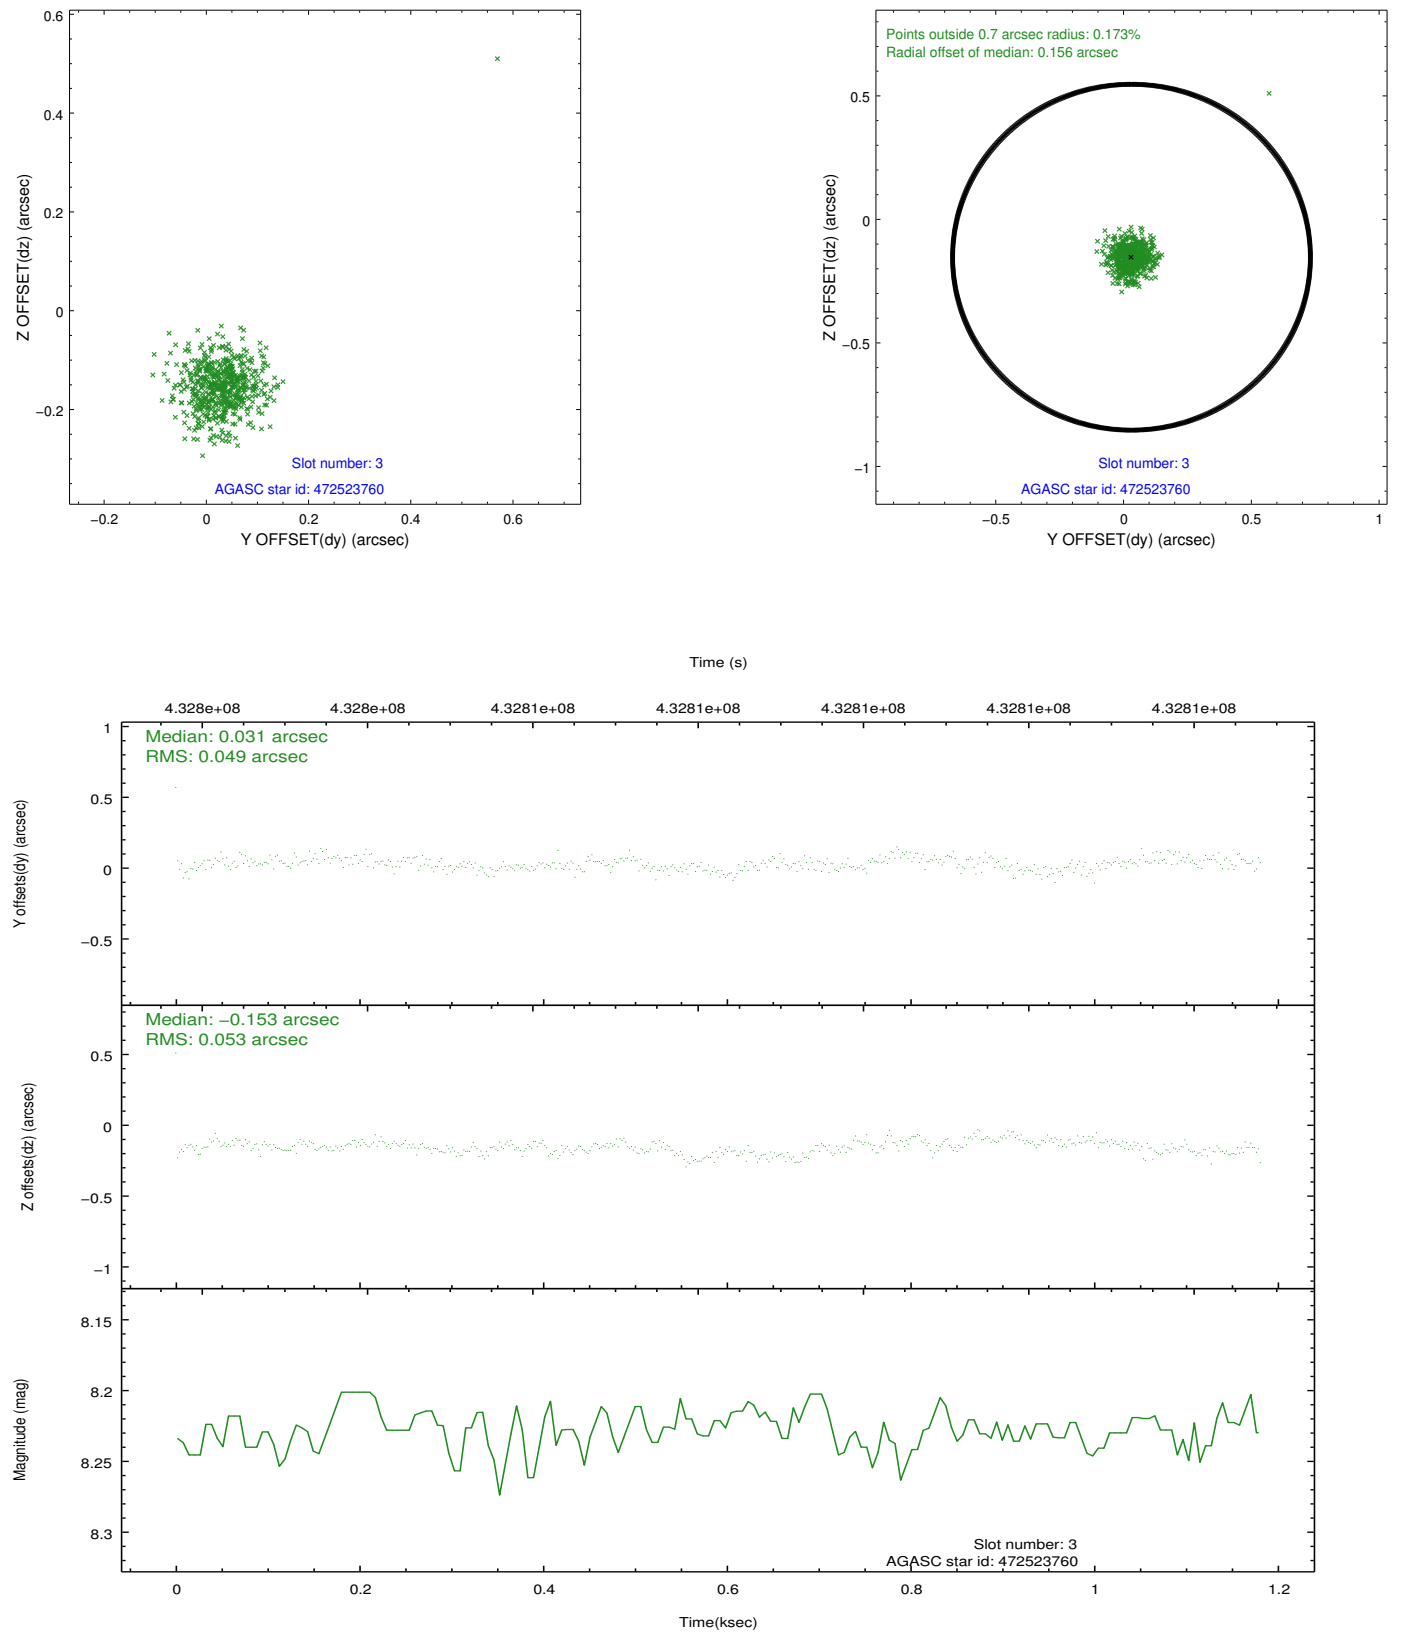 0.6
0.4
0.2
0
−0.2
−0.2
0
0.2
0.4
0.6
Z OFFSET(dz) (arcsec)
Y OFFSET(dy) (arcsec)
Slot number: 3
AGASC star id: 472523760
Points outside 0.7 arcsec radius: 0.173%
Radial offset of median: 0.156 arcsec
0.5
0
−0.5
−1
−0.5
0
0.5
1
Z OFFSET(dz) (arcsec)
Y OFFSET(dy) (arcsec)
Slot number: 3
AGASC star id: 472523760
Time (s)
4.328e+08
4.328e+08
4.3281e+08
4.3281e+08
4.3281e+08
4.3281e+08
4.3281e+08
Median: 0.031 arcsec
RMS: 0.049 arcsec
1
0.5
0
−0.5
Y offsets(dy) (arcsec)
Median: −0.153 arcsec
RMS: 0.053 arcsec
0.5
0
−0.5
−1
Z offsets(dz) (arcsec)
8.15
8.2
8.25
8.3
Magnitude (mag)
Slot number: 3
AGASC star id: 472523760
0
0.2
0.4
0.6
0.8
1
1.2
Time(ksec)